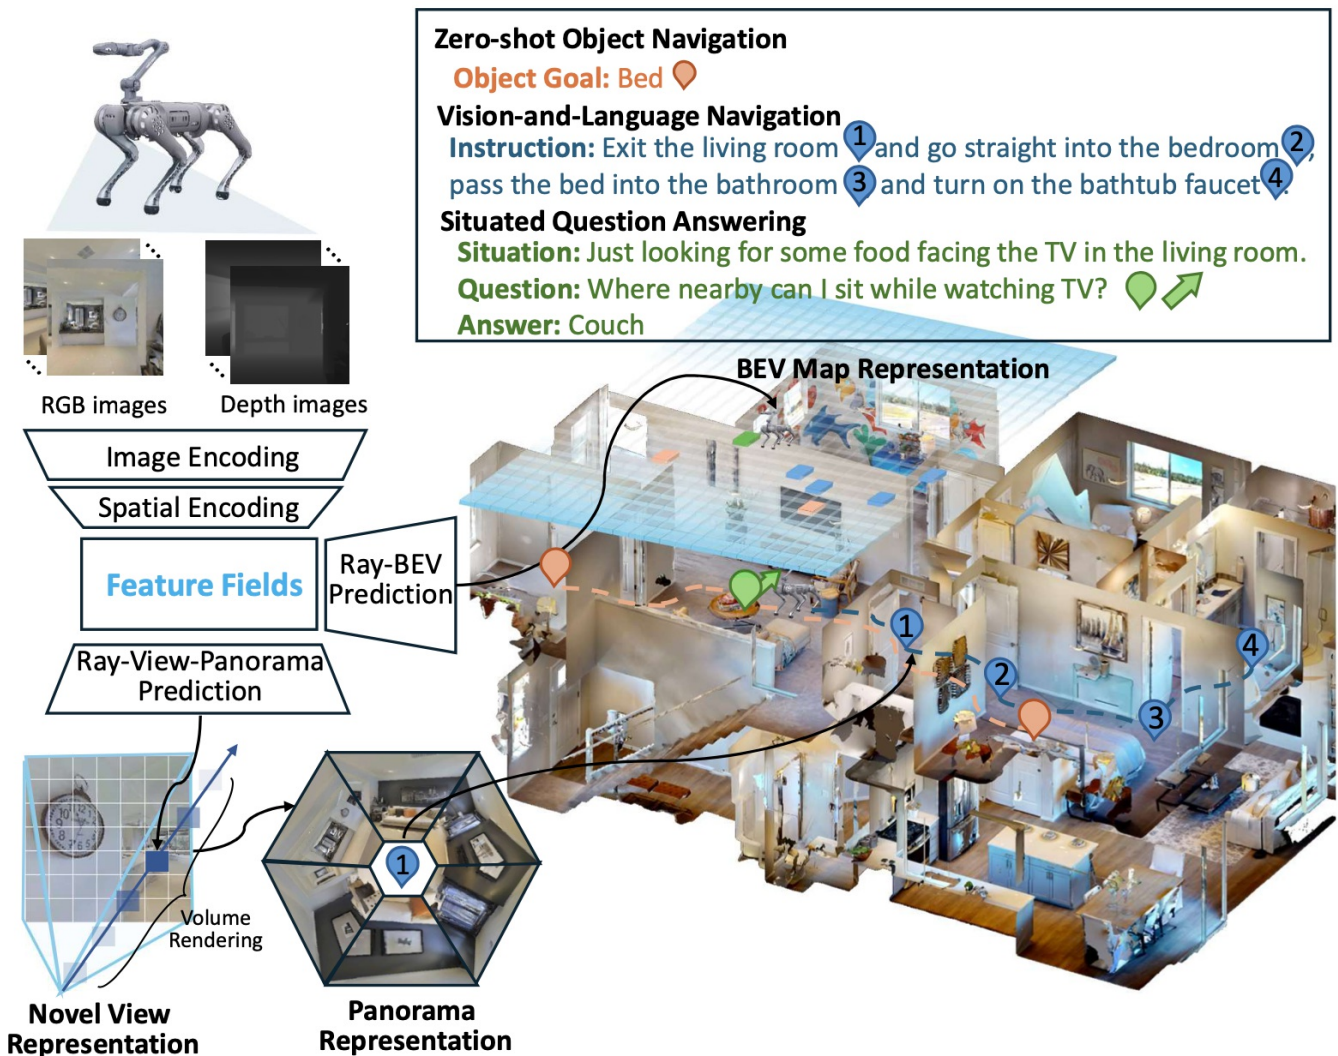 Zero-shot Object Navigation
Object Goal: Bed
Vision-and-Language Navigation
Instruction: Exit the living room 1 and go straight into the bedroom 2,
pass the bed into the bathroom 3 and turn on the bathtub faucet 4.
Situated Question Answering
Situation: Just looking for some food facing the TV in the living room.
Question: Where nearby can I sit while watching TV?
Answer: Couch
RGB images
Depth images
Image Encoding
Spatial Encoding
Feature Fields
Ray-BEV
Prediction
Ray-View-Panorama
Prediction
BEV Map Representation
1
2
3
4
Volume
Rendering
1
Novel View
Representation
Panorama
Representation